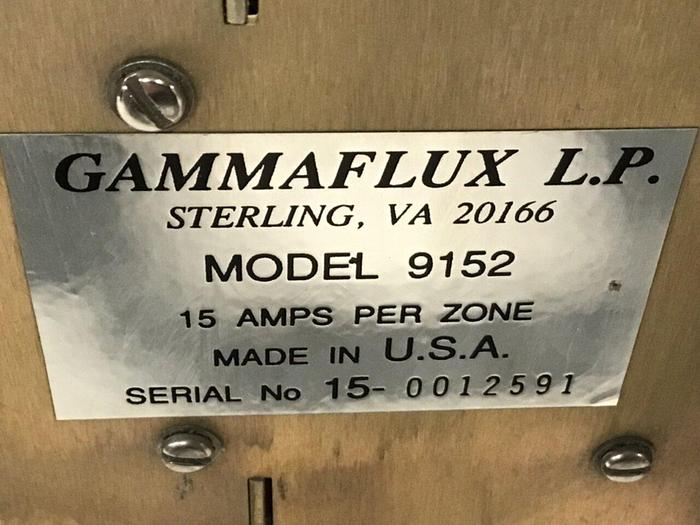 GAMMAFLUX L.P.
STERLING, VA 20166
MODEL 9152
15 AMPS PER ZONE
MADE IN U.S.A.
SERIAL No 15- 0012591